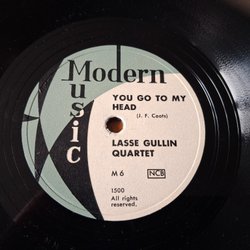 Modern
Music
YOU GO TO MY
HEAD
(J. F. Coots)
LASSE GULLIN
QUARTET
M 6
NCB
1500
All rights
reserved.